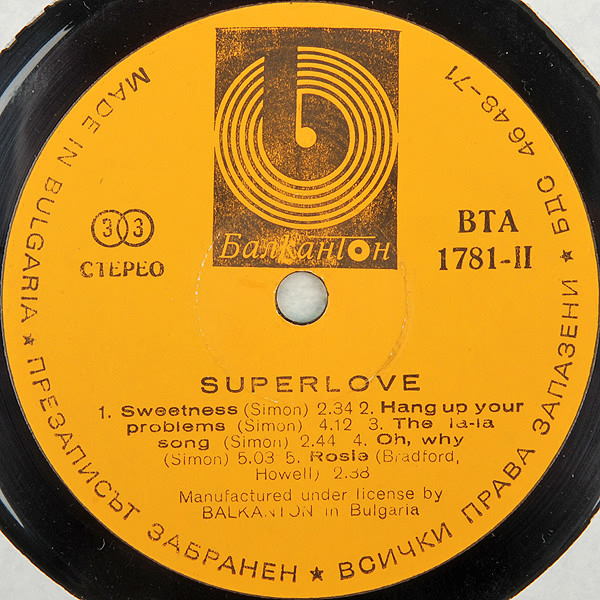 БалканТон
33
СТЕРЕО
ВТА
1781-II
SUPERLOVE
1. Sweetness (Simon) 2.34 2. Hang up your
problems (Simon) 4.12 3. The la-la
song (Simon) 2.44 4. Oh, why
(Simon) 5.03 5. Rosie (Bradford,
Howell) 2.38
Manufactured under license by
BALKANTON in Bulgaria
MADE IN BULGARIA ★ ПРЕЗАПИСЪТ ЗАБРАНЕН ★ ВСИЧКИ ПРАВА ЗАПАЗЕНИ ★ БДС 4648-71